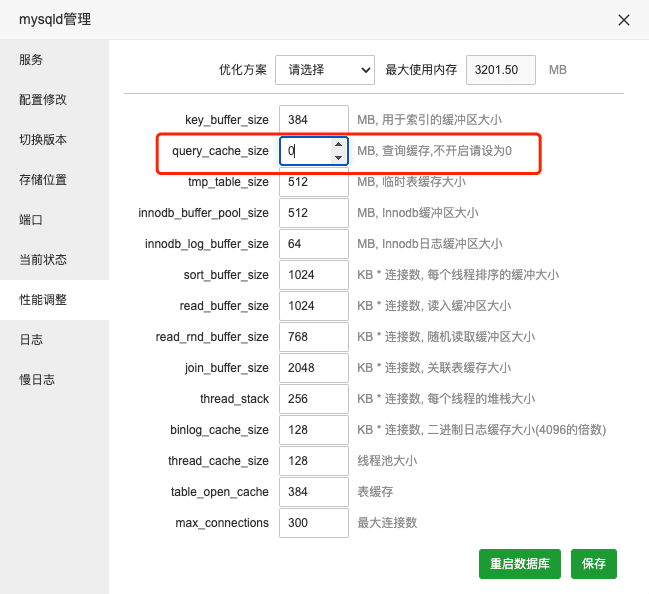 mysqld管理
服务
配置修改
切换版本
存储位置
端口
当前状态
性能调整
日志
慢日志
优化方案 请选择 最大使用内存 3201.50 MB
key_buffer_size 384 MB, 用于索引的缓冲区大小
query_cache_size 0 MB, 查询缓存,不开启请设为0
tmp_table_size 512 MB, 临时表缓存大小
innodb_buffer_pool_size 512 MB, Innodb缓冲区大小
innodb_log_buffer_size 64 MB, Innodb日志缓冲区大小
sort_buffer_size 1024 KB * 连接数, 每个线程排序的缓冲大小
read_buffer_size 1024 KB * 连接数, 读入缓冲区大小
read_rnd_buffer_size 768 KB * 连接数, 随机读取缓冲区大小
join_buffer_size 2048 KB * 连接数, 关联表缓存大小
thread_stack 256 KB * 连接数, 每个线程的堆栈大小
binlog_cache_size 128 KB * 连接数, 二进制日志缓存大小(4096的倍数)
thread_cache_size 128 线程池大小
table_open_cache 384 表缓存
max_connections 300 最大连接数
重启数据库 保存